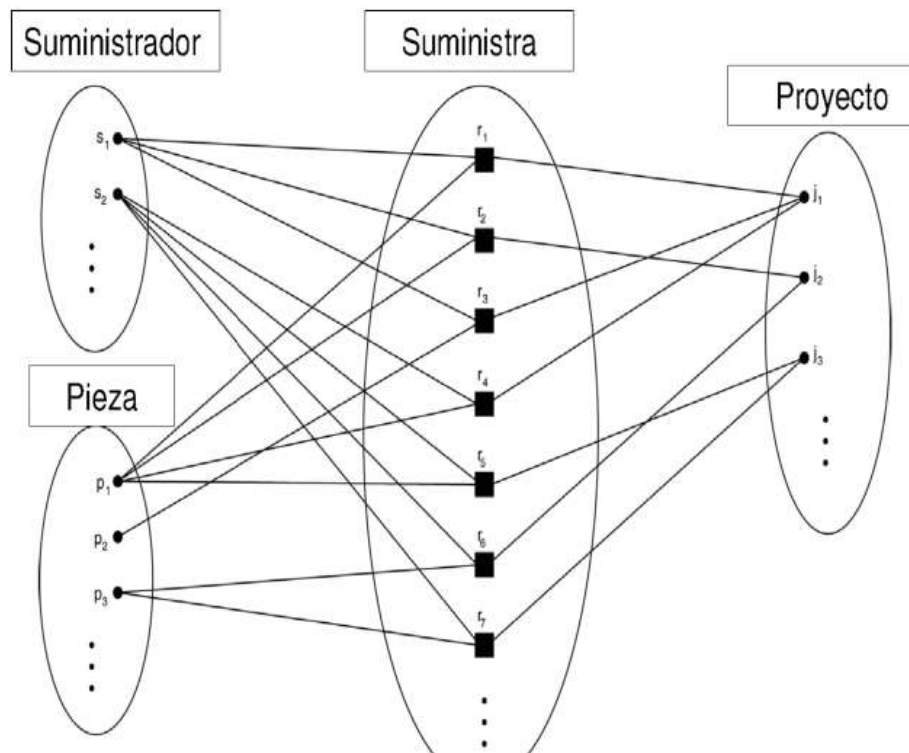 Suministrador
Suministra
Proyecto
s1
s2
Pieza
p1
p2
p3
r1
r2
r3
r4
r5
r6
r7
j1
j2
j3